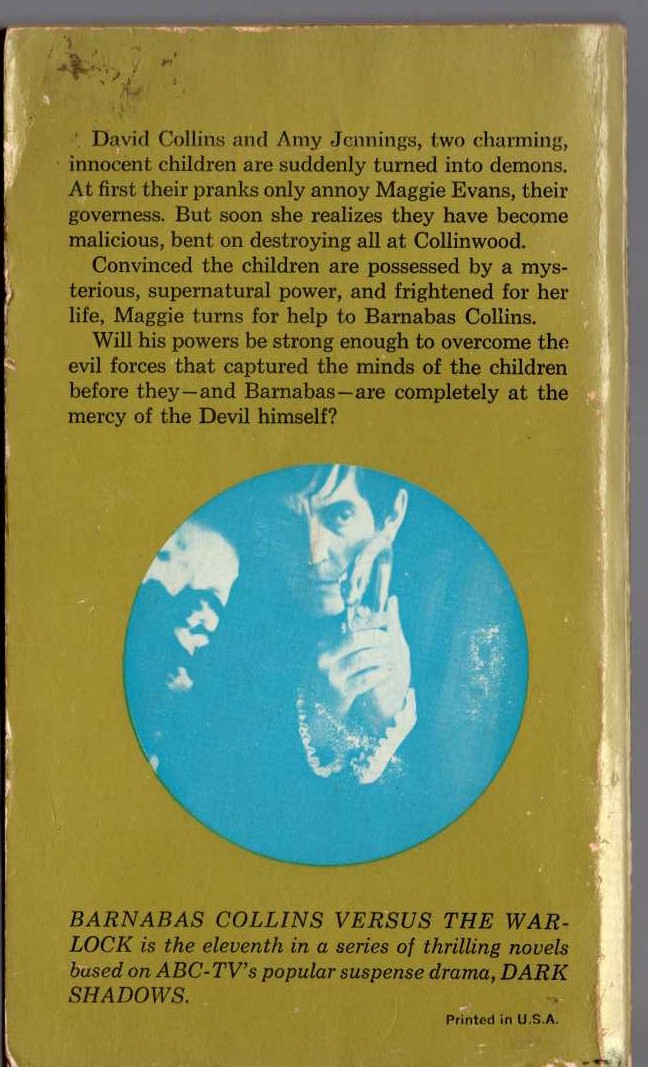 David Collins and Amy Jennings, two charming,
innocent children are suddenly turned into demons.
At first their pranks only annoy Maggie Evans, their
governess. But soon she realizes they have become
malicious, bent on destroying all at Collinwood.
Convinced the children are possessed by a mys-
terious, supernatural power, and frightened for her
life, Maggie turns for help to Barnabas Collins.
Will his powers be strong enough to overcome the
evil forces that captured the minds of the children
before they—and Barnabas—are completely at the
mercy of the Devil himself?
BARNABAS COLLINS VERSUS THE WAR-
LOCK is the eleventh in a series of thrilling novels
based on ABC-TV's popular suspense drama, DARK
SHADOWS.
Printed in U.S.A.